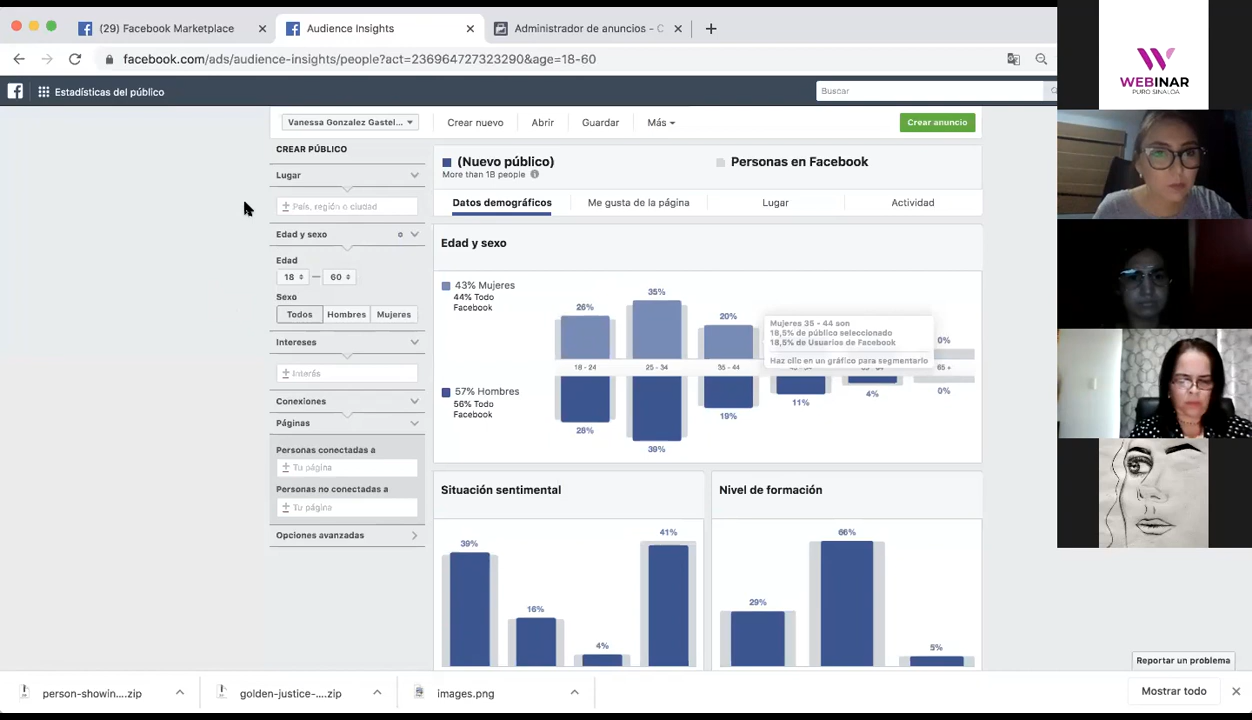 (29) Facebook Marketplace
Audience Insights
Administrador de anuncios - C
facebook.com/ads/audience-insights/people?act=236964727323290&age=18-60
Estadísticas del público
Buscar
WEBINAR
PURO SINALOA
Vanessa Gonzalez Gastel...
Crear nuevo
Abrir
Guardar
Más
Crear anuncio
CREAR PÚBLICO
Lugar
País, región o ciudad
Edad y sexo
0
Edad
18 — 60
Sexo
Todos
Hombres
Mujeres
Intereses
Interés
Conexiones
Páginas
Personas conectadas a
Tu página
Personas no conectadas a
Tu página
Opciones avanzadas
(Nuevo público)
More than 1B people
Personas en Facebook
Datos demográficos
Me gusta de la página
Lugar
Actividad
Edad y sexo
43% Mujeres
44% Todo
Facebook
26%
35%
20%
0%
Mujeres 35 - 44 son
18,5% de público seleccionado
18,5% de Usuarios de Facebook
Haz clic en un gráfico para segmentarlo
18 - 24
25 - 34
35 - 44
65 +
57% Hombres
56% Todo
Facebook
28%
39%
19%
11%
4%
0%
Situación sentimental
39%
16%
4%
41%
Nivel de formación
29%
66%
5%
Reportar un problema
person-showin....zip
golden-justice-....zip
images.png
Mostrar todo